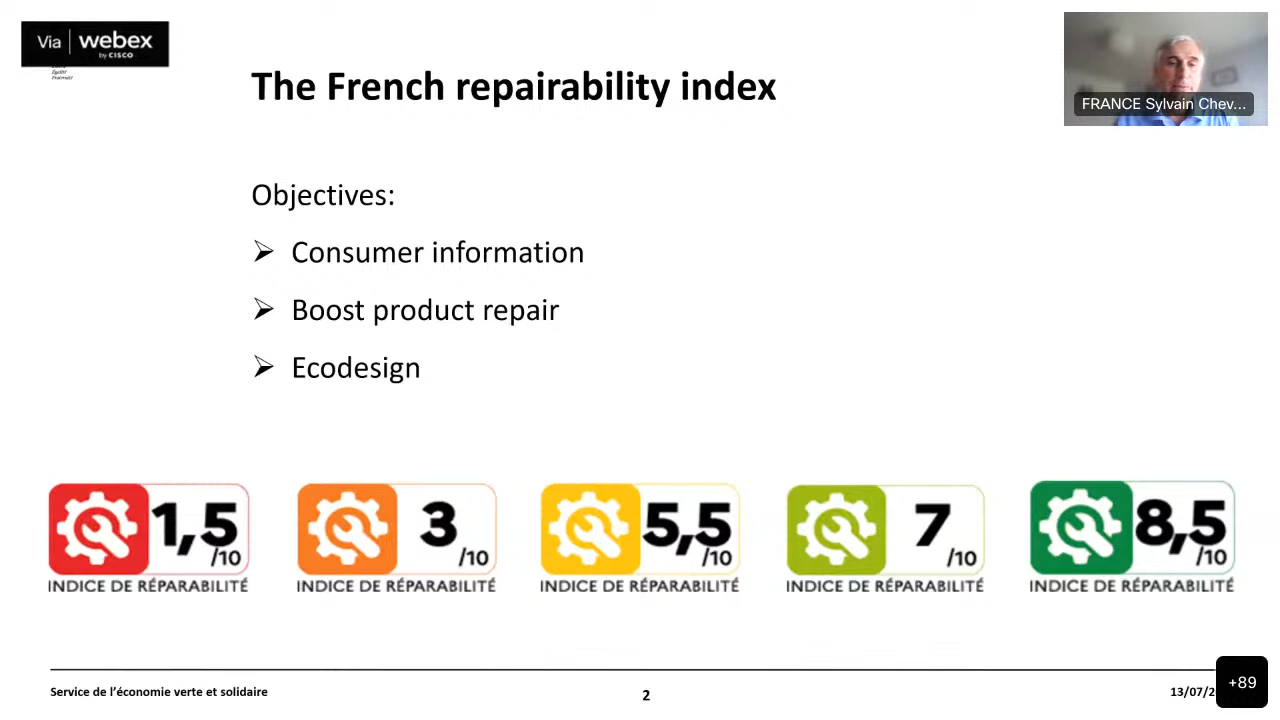 Via webex
by CISCO
Égalité
Fraternité
The French repairability index
FRANCE Sylvain Chev...
Objectives:
➢ Consumer information
➢ Boost product repair
➢ Ecodesign
1,5 /10
INDICE DE RÉPARABILITÉ
3 /10
INDICE DE RÉPARABILITÉ
5,5 /10
INDICE DE RÉPARABILITÉ
7 /10
INDICE DE RÉPARABILITÉ
8,5 /10
INDICE DE RÉPARABILITÉ
Service de l’économie verte et solidaire
2
13/07/2
+89